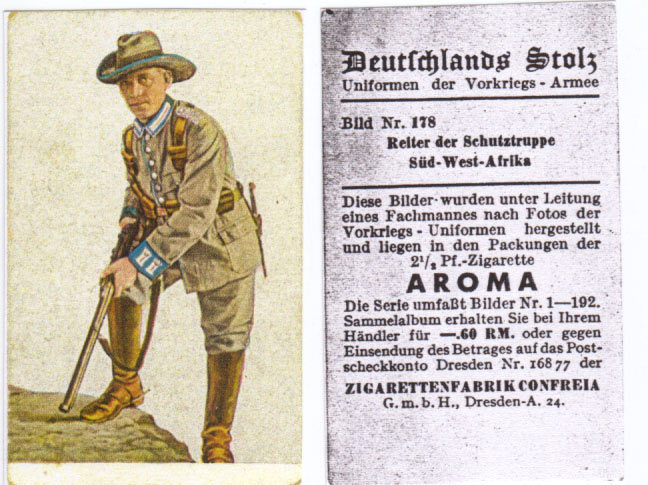 Deutschlands Stolz
Uniformen der Vorkriegs - Armee
Bild Nr. 178
Reiter der Schutztruppe
Süd-West-Afrika
Diese Bilder wurden unter Leitung
eines Fachmannes nach Fotos der
Vorkriegs - Uniformen hergestellt
und liegen in den Packungen der
2½ Pf.-Zigarette
AROMA
Die Serie umfaßt Bilder Nr. 1—192.
Sammelalbum erhalten Sie bei Ihrem
Händler für —.60 RM. oder gegen
Einsendung des Betrages auf das Post-
scheckkonto Dresden Nr. 16877 der
ZIGARETTENFABRIK CONFREIA
G. m. b. H., Dresden-A. 24.